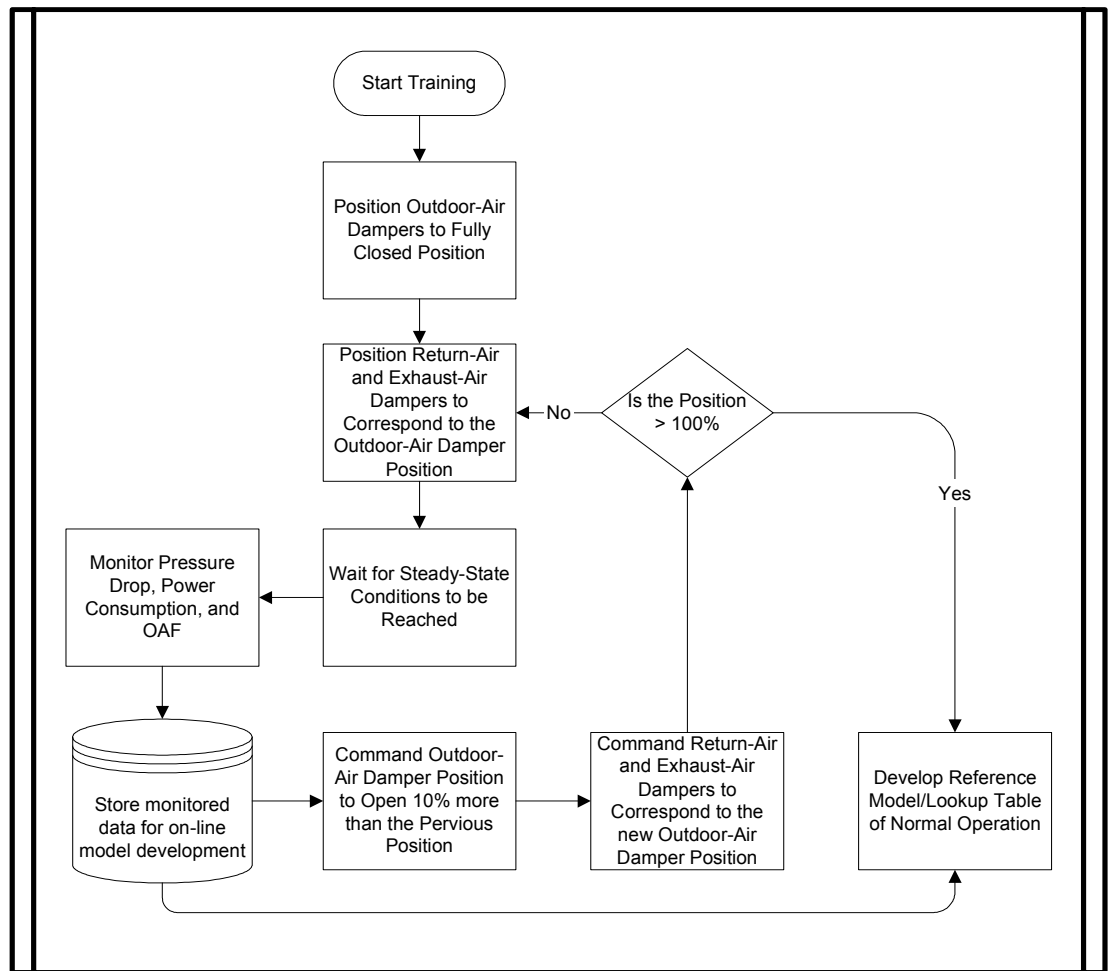 Start Training
Position Outdoor-Air
Dampers to Fully
Closed Position
Position Return-Air
and Exhaust-Air
Dampers to
Correspond to the
Outdoor-Air Damper
Position
No
Is the Position
> 100%
Yes
Monitor Pressure
Drop, Power
Consumption, and
OAF
Wait for Steady-State
Conditions to be
Reached
Store monitored
data for on-line
model development
Command Outdoor-
Air Damper Position
to Open 10% more
than the Pervious
Position
Command Return-Air
and Exhaust-Air
Dampers to
Correspond to the
new Outdoor-Air
Damper Position
Develop Reference
Model/Lookup Table
of Normal Operation